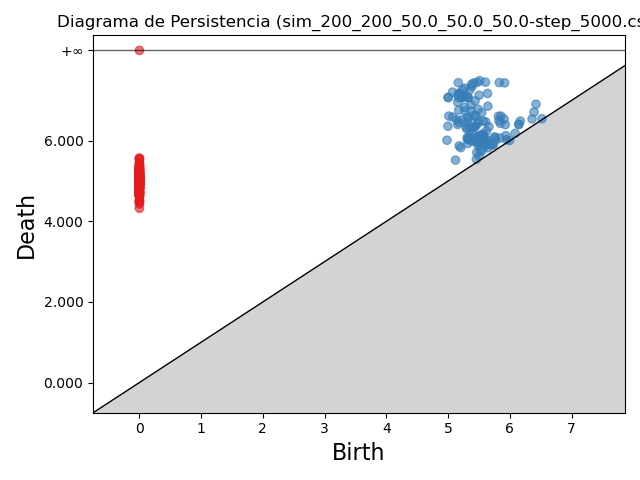 Diagrama de Persistencia (sim_200_200_50.0_50.0_50.0-step_5000.cs
+∞
6.000
4.000
2.000
0.000
Death
0 1 2 3 4 5 6 7
Birth